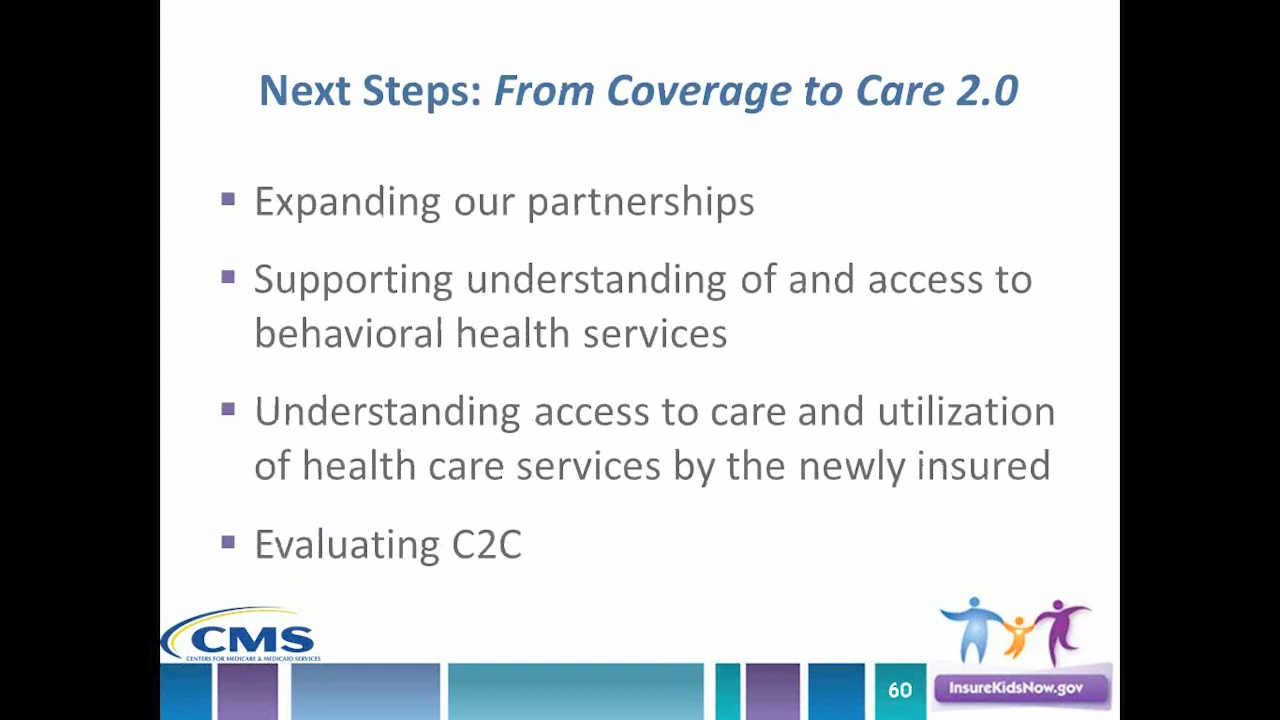 Next Steps: From Coverage to Care 2.0
▪ Expanding our partnerships
▪ Supporting understanding of and access to
behavioral health services
▪ Understanding access to care and utilization
of health care services by the newly insured
▪ Evaluating C2C
CMS
CENTERS FOR MEDICARE & MEDICAID SERVICES
60
InsureKidsNow.gov